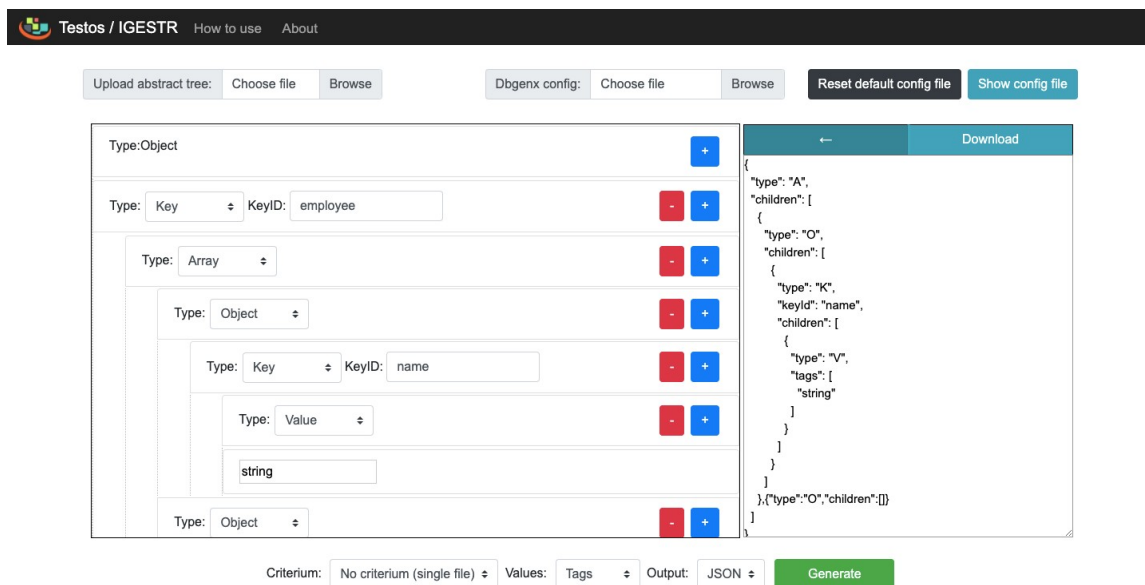 Testos / IGESTR How to use About
Upload abstract tree: Choose file Browse Dbgenx config: Choose file Browse Reset default config file Show config file
Type:Object +
Type: Key KeyID: employee - +
Type: Array - +
Type: Object - +
Type: Key KeyID: name - +
Type: Value - +
string
Type: Object - +
← Download
{
"type": "A",
"children": [
{
"type": "O",
"children": [
{
"type": "K",
"keyId": "name",
"children": [
{
"type": "V",
"tags": [
"string"
]
}
]
}
]
},{"type":"O","children":[]}
]
}
Criterium: No criterium (single file) Values: Tags Output: JSON Generate